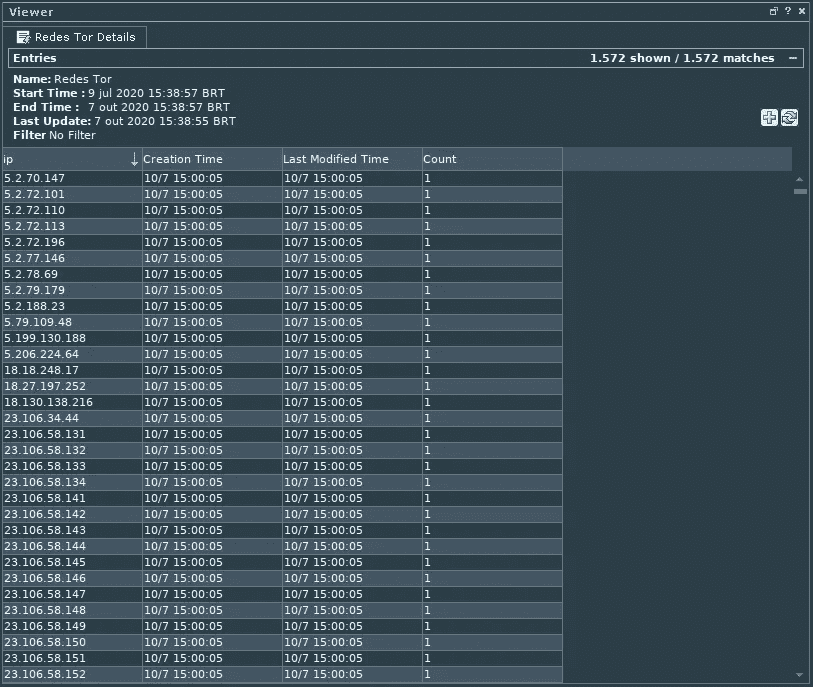 Viewer
Redes Tor Details
Entries 1.572 shown / 1.572 matches
Name: Redes Tor
Start Time : 9 jul 2020 15:38:57 BRT
End Time : 7 out 2020 15:38:57 BRT
Last Update: 7 out 2020 15:38:55 BRT
Filter No Filter
ip Creation Time Last Modified Time Count
5.2.70.147 10/7 15:00:05 10/7 15:00:05 1
5.2.72.101 10/7 15:00:05 10/7 15:00:05 1
5.2.72.110 10/7 15:00:05 10/7 15:00:05 1
5.2.72.113 10/7 15:00:05 10/7 15:00:05 1
5.2.72.196 10/7 15:00:05 10/7 15:00:05 1
5.2.77.146 10/7 15:00:05 10/7 15:00:05 1
5.2.78.69 10/7 15:00:05 10/7 15:00:05 1
5.2.79.179 10/7 15:00:05 10/7 15:00:05 1
5.2.188.23 10/7 15:00:05 10/7 15:00:05 1
5.79.109.48 10/7 15:00:05 10/7 15:00:05 1
5.199.130.188 10/7 15:00:05 10/7 15:00:05 1
5.206.224.64 10/7 15:00:05 10/7 15:00:05 1
18.18.248.17 10/7 15:00:05 10/7 15:00:05 1
18.27.197.252 10/7 15:00:05 10/7 15:00:05 1
18.130.138.216 10/7 15:00:05 10/7 15:00:05 1
23.106.34.44 10/7 15:00:05 10/7 15:00:05 1
23.106.58.131 10/7 15:00:05 10/7 15:00:05 1
23.106.58.132 10/7 15:00:05 10/7 15:00:05 1
23.106.58.133 10/7 15:00:05 10/7 15:00:05 1
23.106.58.134 10/7 15:00:05 10/7 15:00:05 1
23.106.58.141 10/7 15:00:05 10/7 15:00:05 1
23.106.58.142 10/7 15:00:05 10/7 15:00:05 1
23.106.58.143 10/7 15:00:05 10/7 15:00:05 1
23.106.58.144 10/7 15:00:05 10/7 15:00:05 1
23.106.58.145 10/7 15:00:05 10/7 15:00:05 1
23.106.58.146 10/7 15:00:05 10/7 15:00:05 1
23.106.58.147 10/7 15:00:05 10/7 15:00:05 1
23.106.58.148 10/7 15:00:05 10/7 15:00:05 1
23.106.58.149 10/7 15:00:05 10/7 15:00:05 1
23.106.58.150 10/7 15:00:05 10/7 15:00:05 1
23.106.58.151 10/7 15:00:05 10/7 15:00:05 1
23.106.58.152 10/7 15:00:05 10/7 15:00:05 1